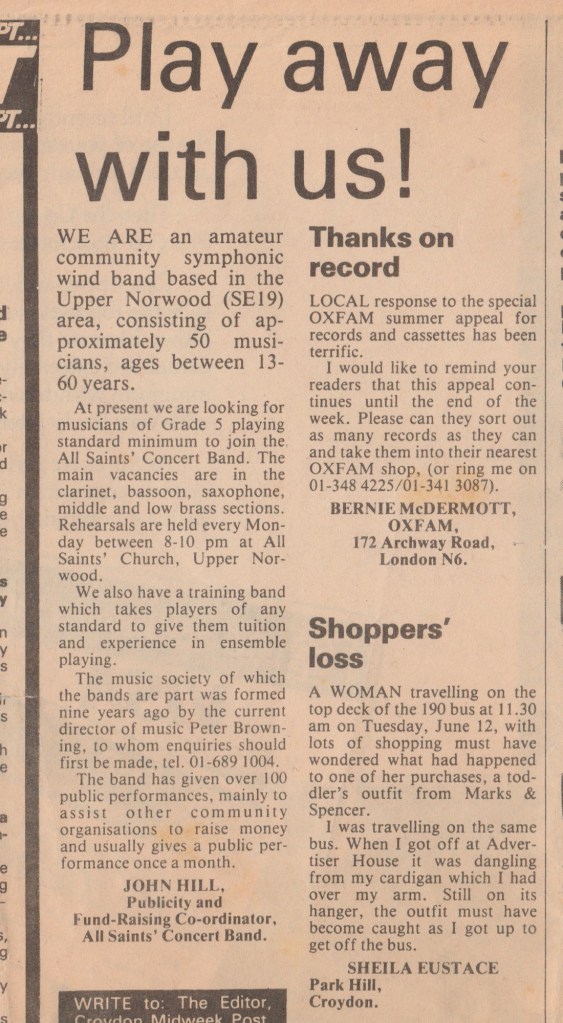 Play away
with us!
WE ARE an amateur
community symphonic
wind band based in the
Upper Norwood (SE19)
area, consisting of ap-
proximately 50 musi-
cians, ages between 13-
60 years.
At present we are looking for
musicians of Grade 5 playing
standard minimum to join the
All Saints' Concert Band. The
main vacancies are in the
clarinet, bassoon, saxophone,
middle and low brass sections.
Rehearsals are held every Mon-
day between 8-10 pm at All
Saints' Church, Upper Nor-
wood.
We also have a training band
which takes players of any
standard to give them tuition
and experience in ensemble
playing.
The music society of which
the bands are part was formed
nine years ago by the current
director of music Peter Brown-
ing, to whom enquiries should
first be made, tel. 01-689 1004.
The band has given over 100
public performances, mainly to
assist other community
organisations to raise money
and usually gives a public per-
formance once a month.
JOHN HILL,
Publicity and
Fund-Raising Co-ordinator,
All Saints' Concert Band.
WRITE to: The Editor,
Croydon Midweek Post
Thanks on
record
LOCAL response to the special
OXFAM summer appeal for
records and cassettes has been
terrific.
I would like to remind your
readers that this appeal con-
tinues until the end of the
week. Please can they sort out
as many records as they can
and take them into their nearest
OXFAM shop, (or ring me on
01-348 4225/01-341 3087).
BERNIE McDERMOTT,
OXFAM,
172 Archway Road,
London N6.
Shoppers'
loss
A WOMAN travelling on the
top deck of the 190 bus at 11.30
am on Tuesday, June 12, with
lots of shopping must have
wondered what had happened
to one of her purchases, a tod-
dler's outfit from Marks &
Spencer.
I was travelling on the same
bus. When I got off at Adver-
tiser House it was dangling
from my cardigan which I had
over my arm. Still on its
hanger, the outfit must have
become caught as I got up to
get off the bus.
SHEILA EUSTACE
Park Hill,
Croydon.